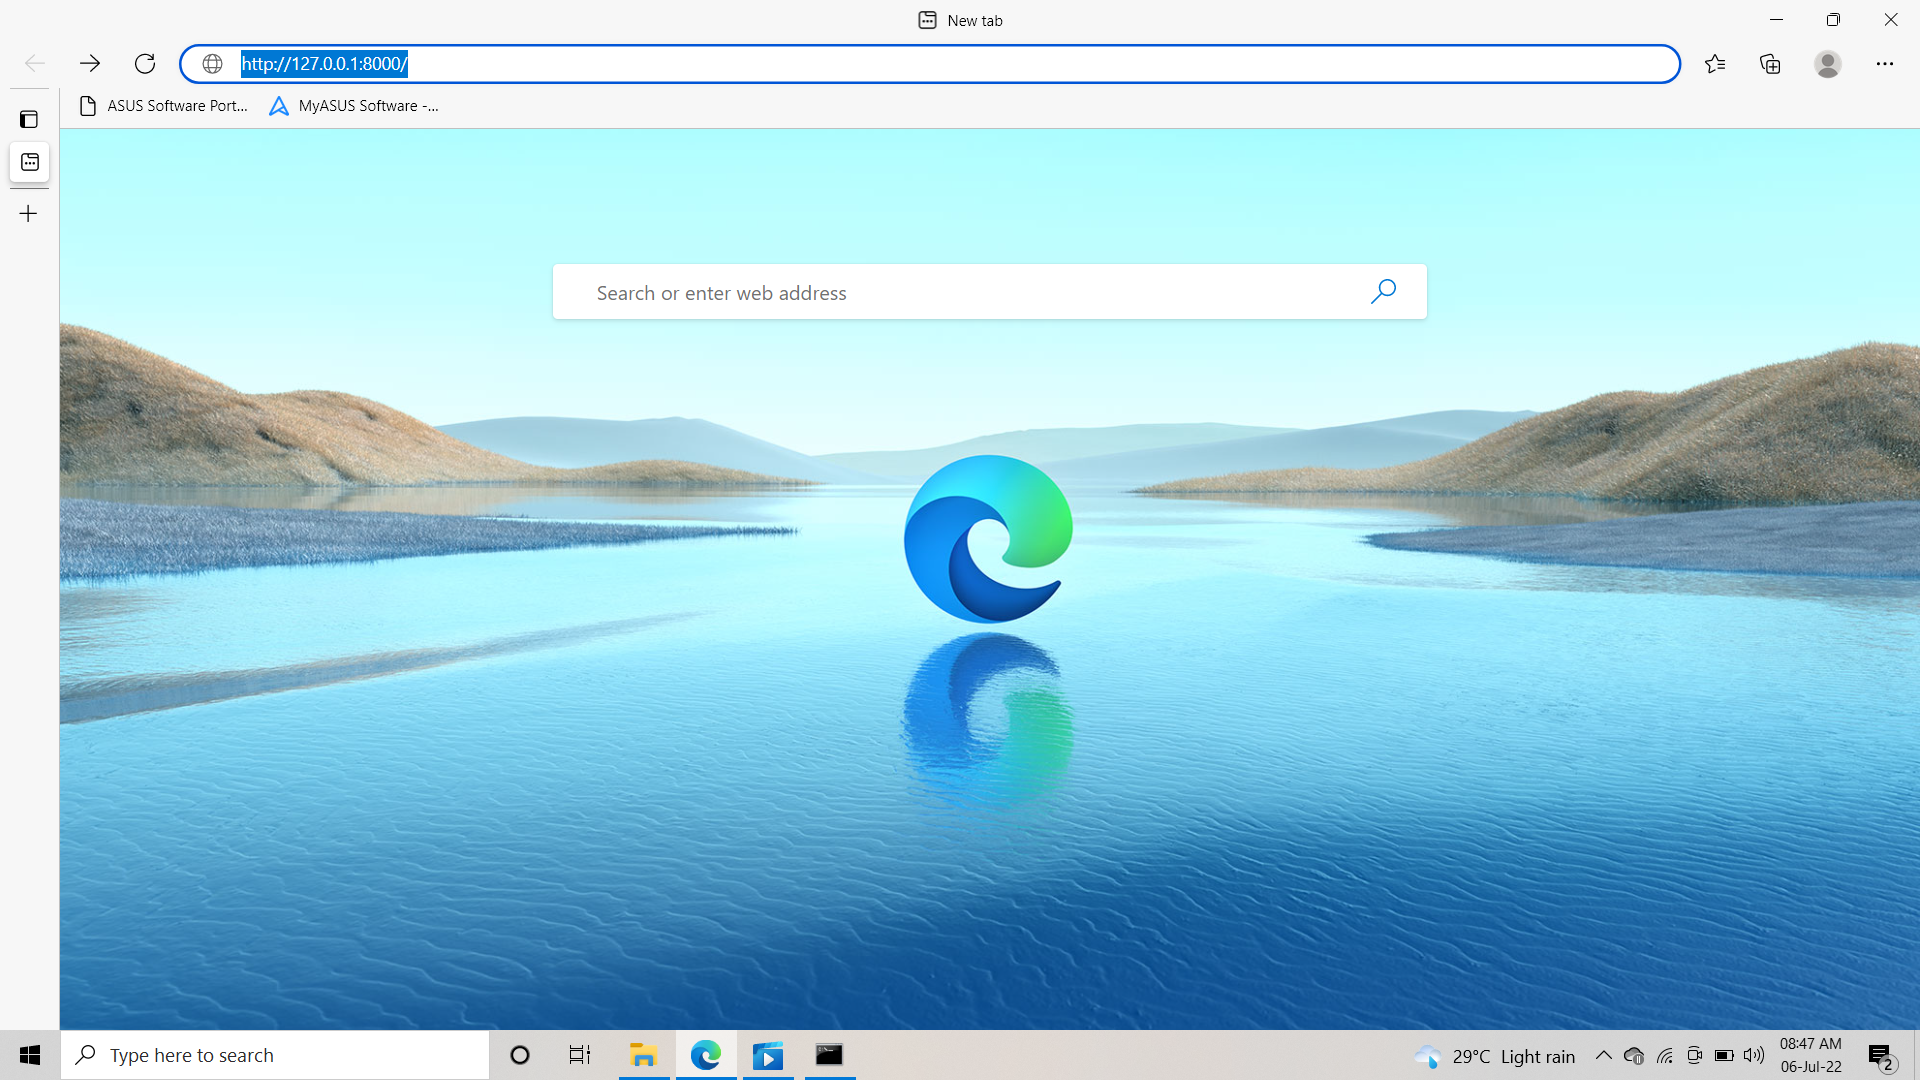 New tab
http://127.0.0.1:8000/
ASUS Software Port...
MyASUS Software -...
Search or enter web address
Type here to search
29°C Light rain
08:47 AM
06-Jul-22
2